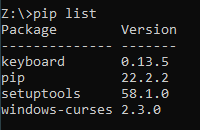 Z:\>pip list
Package        Version
-------------- -------
keyboard       0.13.5
pip            22.2.2
setuptools     58.1.0
windows-curses 2.3.0